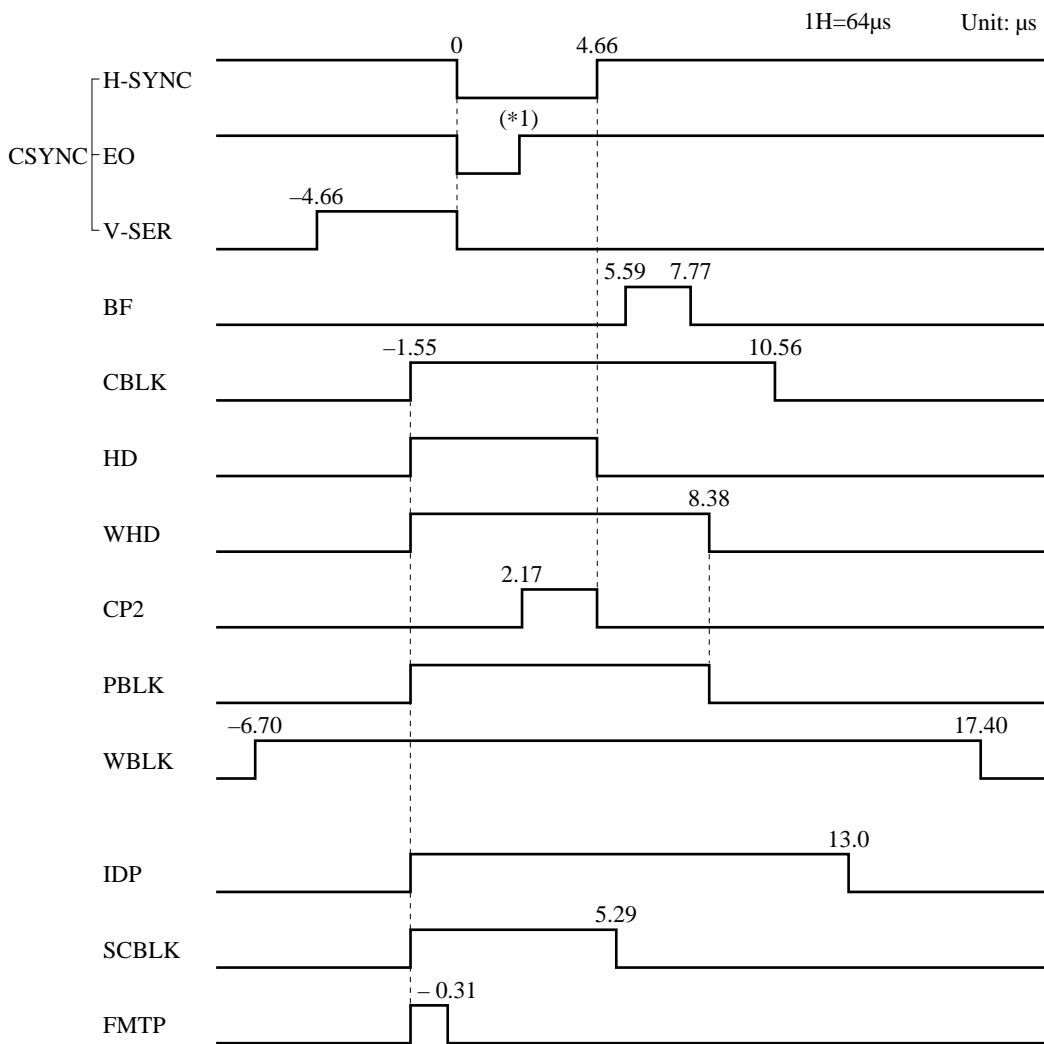 1H=64μs Unit: μs
0 4.66
H-SYNC
(*1)
CSYNC EO
–4.66
V-SER
5.59 7.77
BF
–1.55 10.56
CBLK
HD
8.38
WHD
2.17
CP2
PBLK
–6.70 17.40
WBLK
13.0
IDP
5.29
SCBLK
– 0.31
FMTP